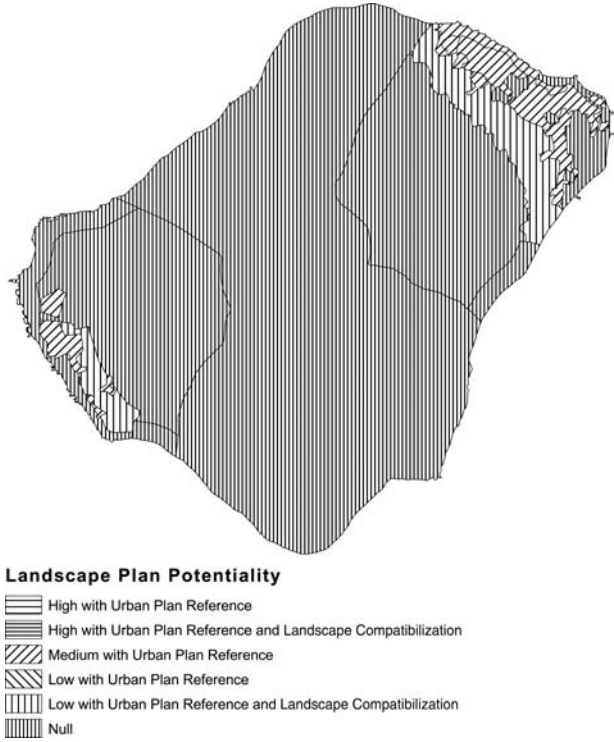 Landscape Plan Potentiality
High with Urban Plan Reference
High with Urban Plan Reference and Landscape Compatibilization
Medium with Urban Plan Reference
Low with Urban Plan Reference
Low with Urban Plan Reference and Landscape Compatibilization
Null